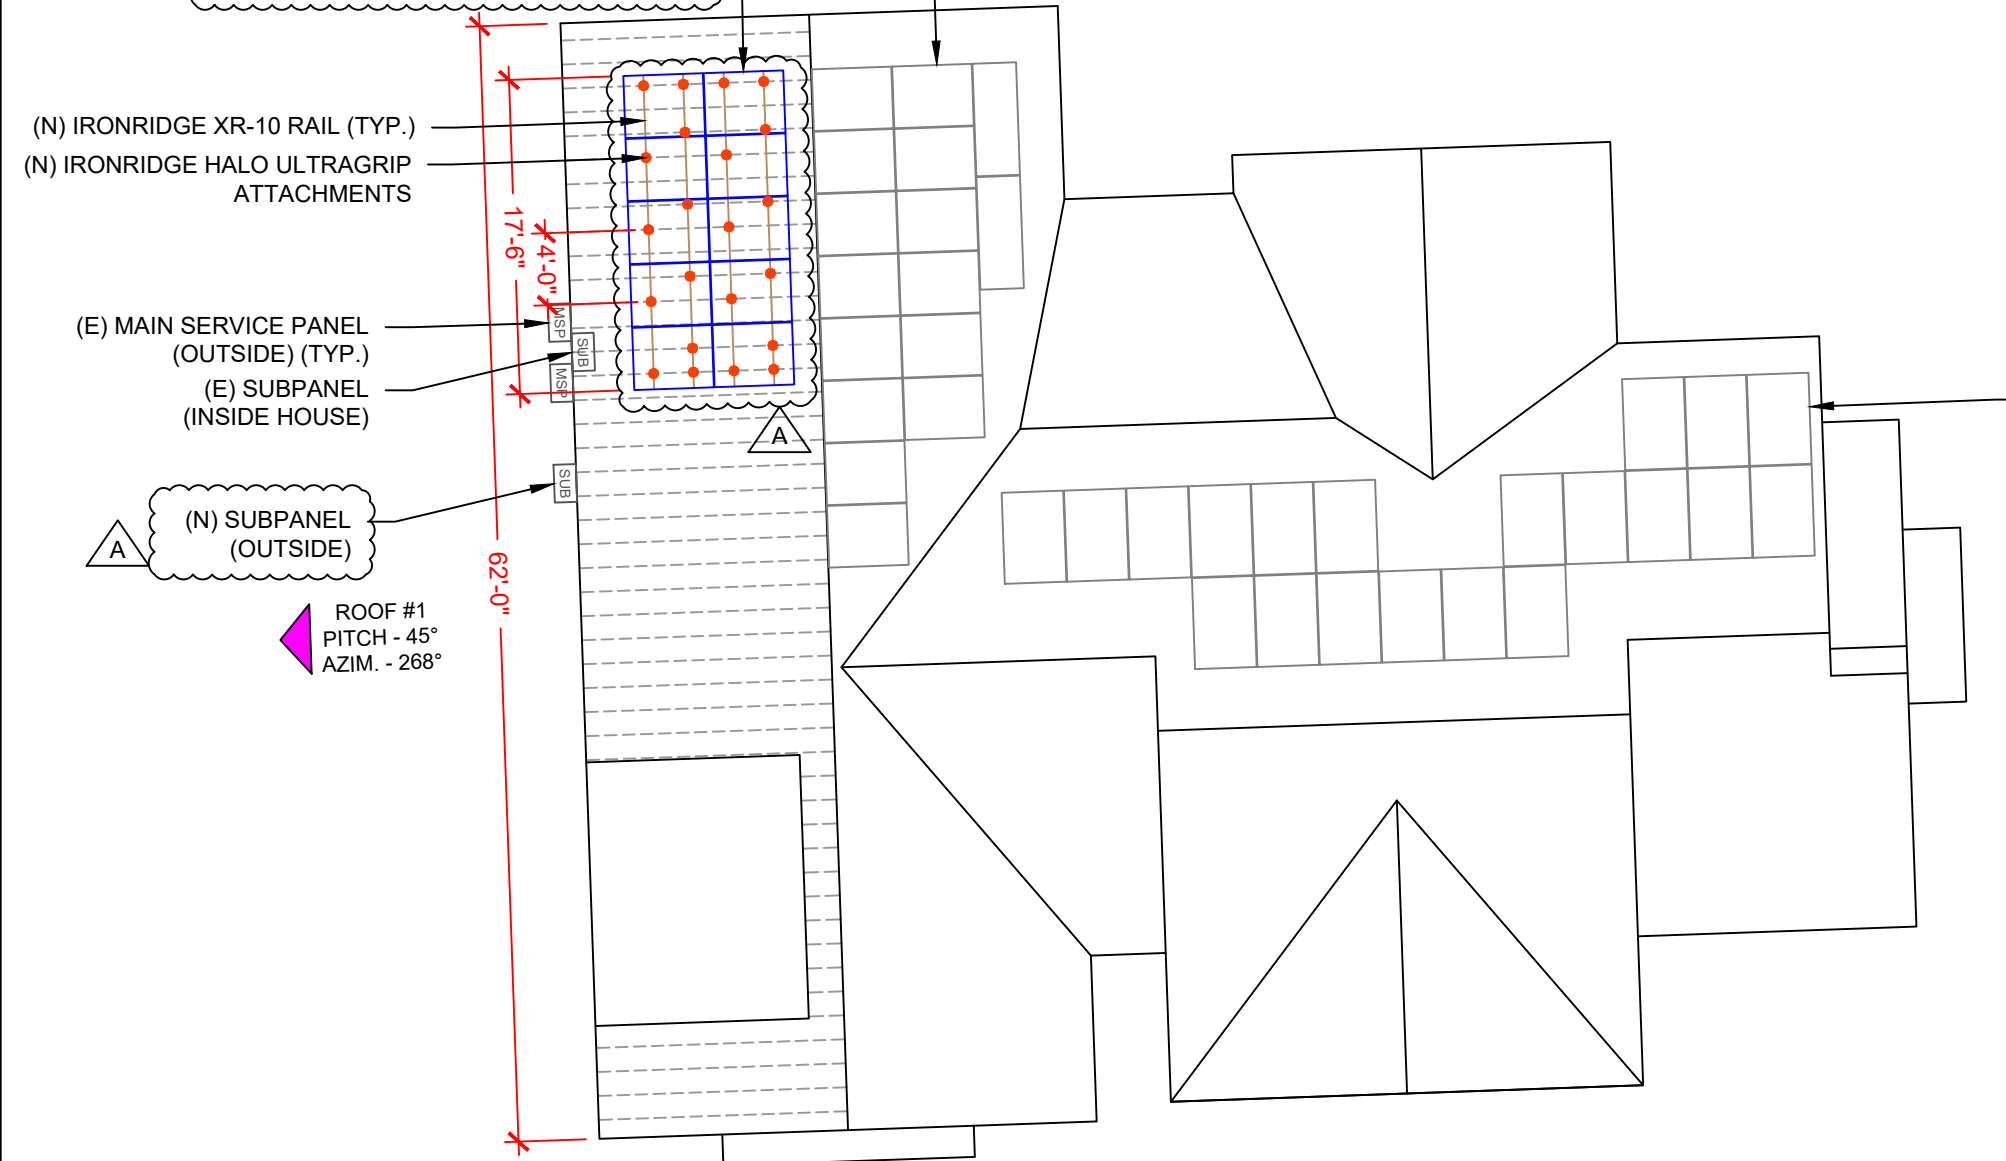 (N) IRONRIDGE XR-10 RAIL (TYP.)
(N) IRONRIDGE HALO ULTRAGRIP
ATTACHMENTS
17'-6"
4'-0"
(E) MAIN SERVICE PANEL
(OUTSIDE) (TYP.)
MSP
SUB
MSP
(E) SUBPANEL
(INSIDE HOUSE)
A
SUB
(N) SUBPANEL
(OUTSIDE)
A
62'-0"
ROOF #1
PITCH - 45°
AZIM. - 268°